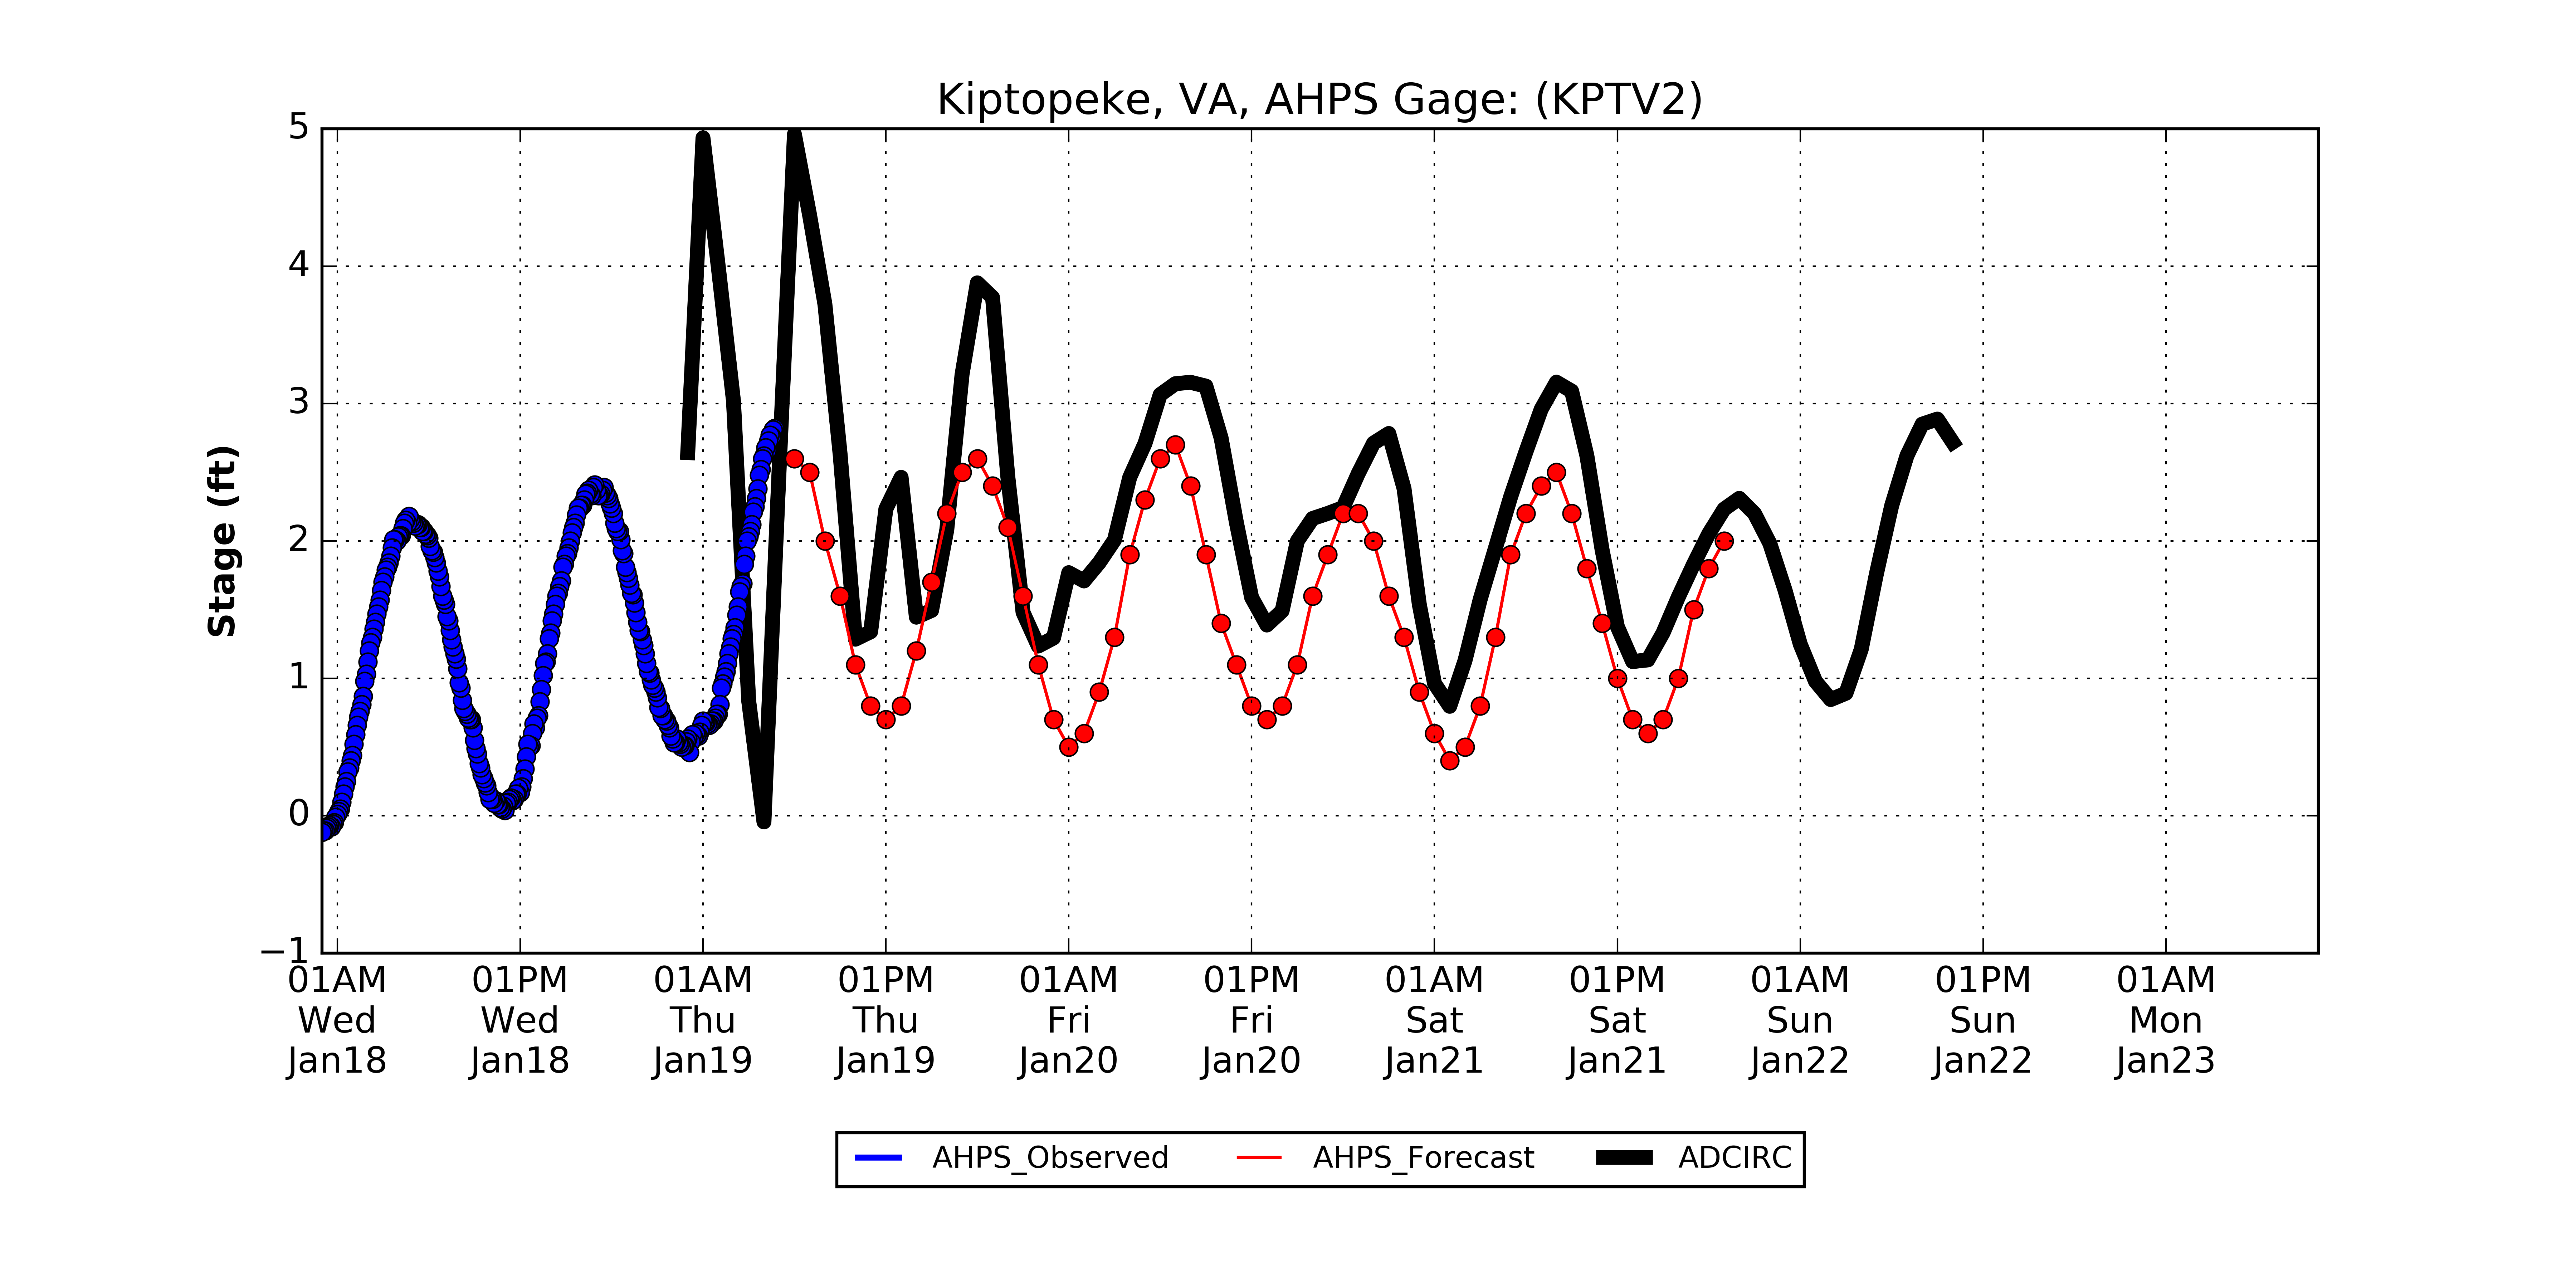 Kiptopeke, VA, AHPS Gage: (KPTV2)
5
4
3
2
1
0
−1
Stage (ft)
01AM 01PM 01AM 01PM 01AM 01PM 01AM 01PM 01AM 01PM 01AM
Wed Wed Thu Thu Fri Fri Sat Sat Sun Sun Mon
Jan18 Jan18 Jan19 Jan19 Jan20 Jan20 Jan21 Jan21 Jan22 Jan22 Jan23
AHPS_Observed AHPS_Forecast ADCIRC